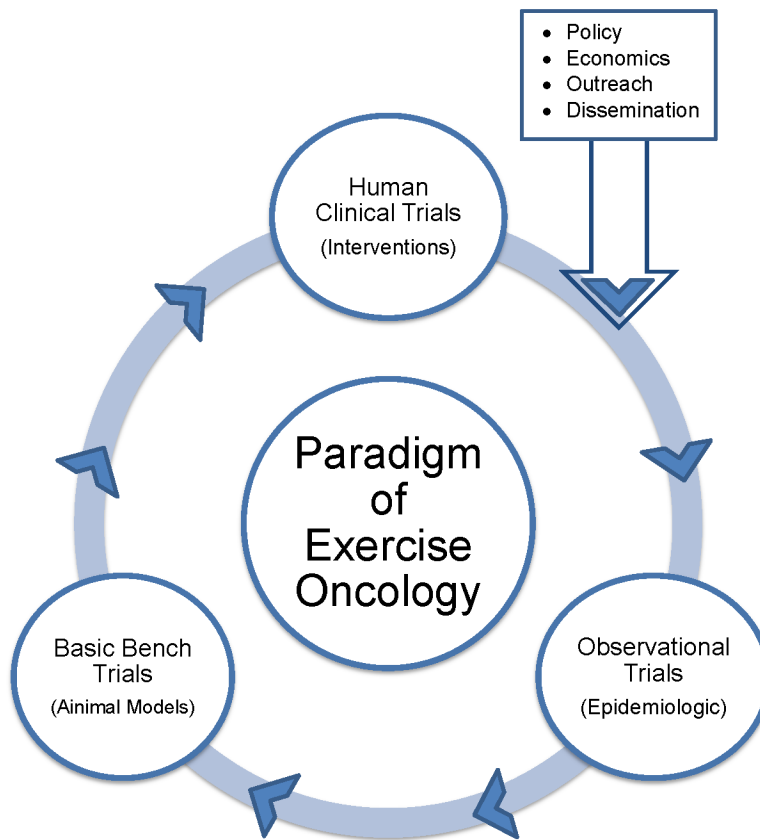 • Policy
• Economics
• Outreach
• Dissemination
Human
Clinical Trials
(Interventions)
Paradigm
of
Exercise
Oncology
Basic Bench
Trials
(Ainimal Models)
Observational
Trials
(Epidemiologic)